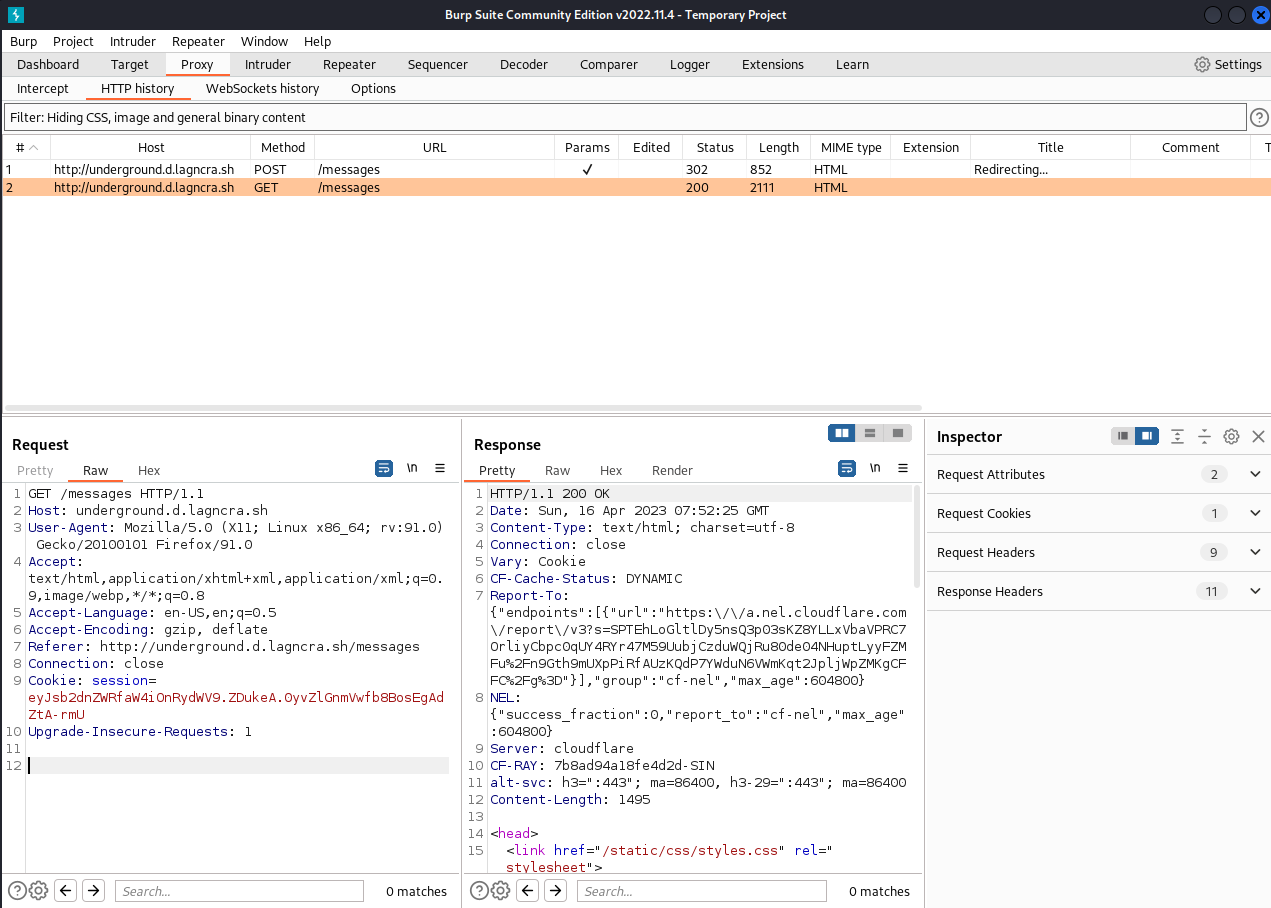 Burp Suite Community Edition v2022.11.4 - Temporary Project
Burp Project Intruder Repeater Window Help
Dashboard Target Proxy Intruder Repeater Sequencer Decoder Comparer Logger Extensions Learn Settings
Intercept HTTP history WebSockets history Options
Filter: Hiding CSS, image and general binary content
# Host Method URL Params Edited Status Length MIME type Extension Title Comment T
1 http://underground.d.lagncra.sh POST /messages ✓ 302 852 HTML Redirecting...
2 http://underground.d.lagncra.sh GET /messages 200 2111 HTML
Request
Pretty Raw Hex \n
1 GET /messages HTTP/1.1
2 Host: underground.d.lagncra.sh
3 User-Agent: Mozilla/5.0 (X11; Linux x86_64; rv:91.0)
Gecko/20100101 Firefox/91.0
4 Accept:
text/html,application/xhtml+xml,application/xml;q=0.
9,image/webp,*/*;q=0.8
5 Accept-Language: en-US,en;q=0.5
6 Accept-Encoding: gzip, deflate
7 Referer: http://underground.d.lagncra.sh/messages
8 Connection: close
9 Cookie: session=
eyJsb2dnZWRfaW4iOnRydWV9.ZDukeA.OyvZlGnmVwfb8BosEgAd
ZtA-rmU
10 Upgrade-Insecure-Requests: 1
11
12
Search... 0 matches
Response
Pretty Raw Hex Render \n
1 HTTP/1.1 200 OK
2 Date: Sun, 16 Apr 2023 07:52:25 GMT
3 Content-Type: text/html; charset=utf-8
4 Connection: close
5 Vary: Cookie
6 CF-Cache-Status: DYNAMIC
7 Report-To:
{"endpoints":[{"url":"https:\/\/a.nel.cloudflare.com
\/report\/v3?s=SPTEhLoGltlDy5nsQ3p03sKZ8YLLxVbaVPRC7
OrliyCbpc0qUY4RYr47M59UubjCzduWQjRu80de04NHuptLyyFZM
Fu%2Fn9Gth9mUXpPiRfAUzKQdP7YWduN6VWmKqt2JpljWpZMKgCF
FC%2Fg%3D"}],"group":"cf-nel","max_age":604800}
8 NEL:
{"success_fraction":0,"report_to":"cf-nel","max_age"
:604800}
9 Server: cloudflare
10 CF-RAY: 7b8ad94a18fe4d2d-SIN
11 alt-svc: h3=":443"; ma=86400, h3-29=":443"; ma=86400
12 Content-Length: 1495
13
14 <head>
15 <link href="/static/css/styles.css" rel="
stylesheet">
Search... 0 matches
Inspector
Request Attributes 2
Request Cookies 1
Request Headers 9
Response Headers 11